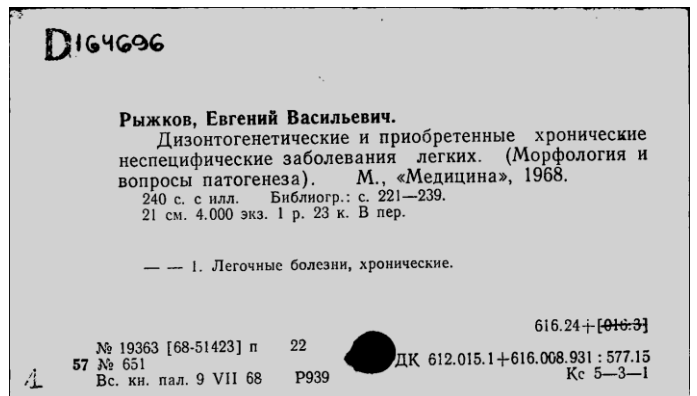 D164696
Рыжков, Евгений Васильевич.
Дизонтогенетические и приобретенные хронические
неспецифические заболевания легких. (Морфология и
вопросы патогенеза). М., «Медицина», 1968.
240 с. с илл. Библиогр.: с. 221—239.
21 см. 4.000 экз. 1 р. 23 к. В пер.
— — 1. Легочные болезни, хронические.
616.24+[016.3]
№ 19363 [68-51423] п 22
57 № 651
ДК 612.015.1+616.008.931 : 577.15
Вс. кн. пал. 9 VII 68 Р939
Кс 5—3—1